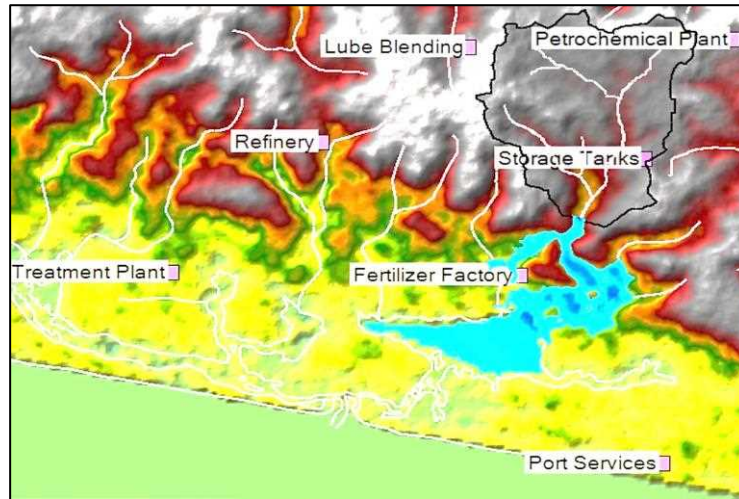 Lube Blending
Petrochemical Plant
Refinery
Storage Tanks
Treatment Plant
Fertilizer Factory
Port Services